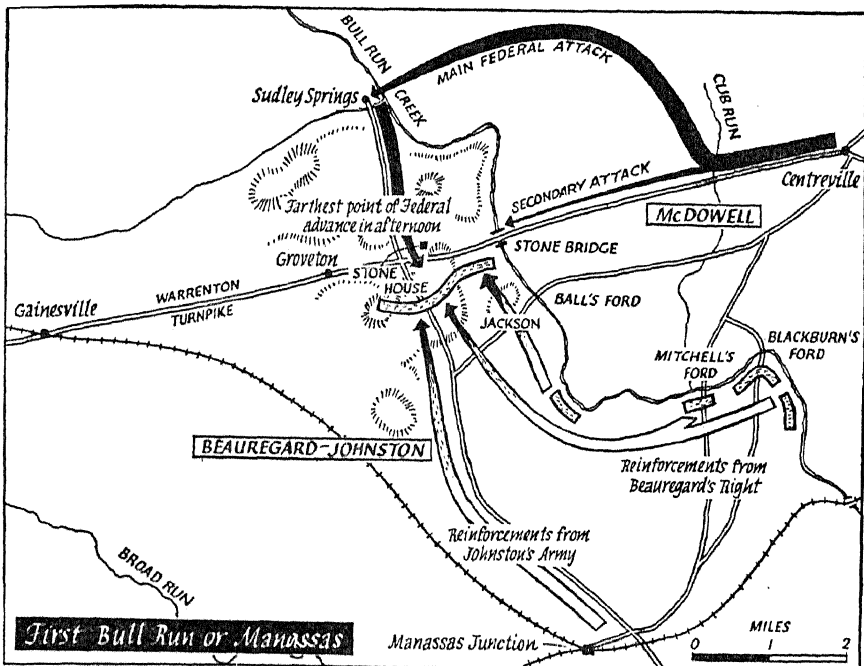 BULL RUN
CREEK
MAIN FEDERAL ATTACK
CUB RUN
Sudley Springs
SECONDARY ATTACK
Centreville
McDOWELL
Farthest point of Federal
advance in afternoon
STONE BRIDGE
Groveton
STONE
HOUSE
WARRENTON
TURNPIKE
Gainesville
BALL'S FORD
JACKSON
BLACKBURN'S
FORD
MITCHELL'S
FORD
BEAUREGARD-JOHNSTON
Reinforcements from
Beauregard's Right
Reinforcements from
Johnston's Army
BROAD RUN
First Bull Run or Manassas
Manassas Junction
MILES
0 1 2